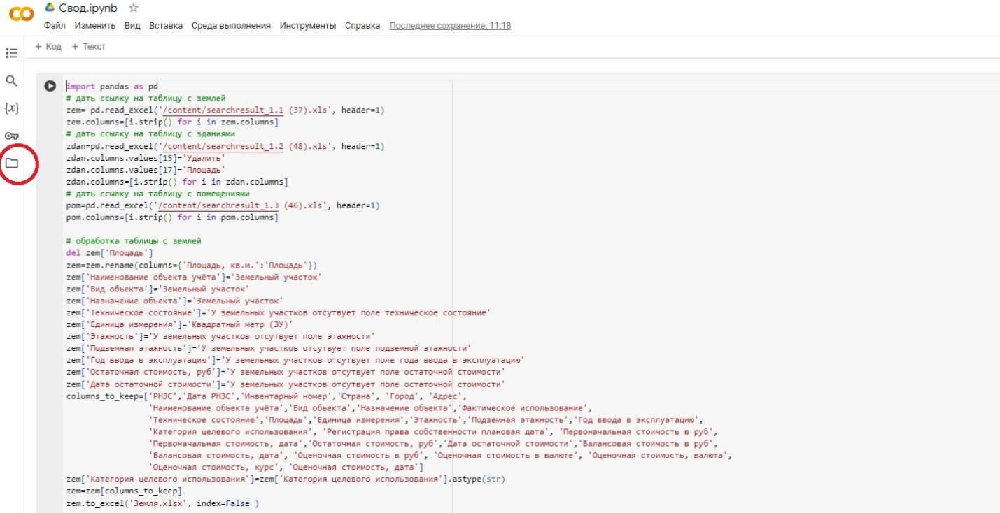 Свод.ipynb
Файл Изменить Вид Вставка Среда выполнения Инструменты Справка Последнее сохранение: 11:18
+ Код + Текст
import pandas as pd
# дать ссылку на таблицу с землей
zem= pd.read_excel('/content/searchresult_1.1 (37).xls', header=1)
zem.columns=[i.strip() for i in zem.columns]
# дать ссылку на таблицу с зданиями
zdan=pd.read_excel('/content/searchresult_1.2 (48).xls', header=1)
zdan.columns.values[15]='Удалить'
zdan.columns.values[17]='Площадь'
zdan.columns=[i.strip() for i in zdan.columns]
# дать ссылку на таблицу с помещениями
pom=pd.read_excel('/content/searchresult_1.3 (46).xls', header=1)
pom.columns=[i.strip() for i in pom.columns]
# обработка таблицы с землей
del zem['Площадь']
zem=zem.rename(columns={'Площадь, кв.м.':'Площадь'})
zem['Наименование объекта учёта']='Земельный участок'
zem['Вид объекта']='Земельный участок'
zem['Назначение объекта']='Земельный участок'
zem['Техническое состояние']='У земельных участков отсутвует поле техническое состояние'
zem['Единица измерения']='Квадратный метр (ЗУ)'
zem['Этажность']='У земельных участков отсутвует поле этажности'
zem['Подземная этажность']='У земельных участков отсутвует поле подземной этажности'
zem['Год ввода в эксплуатацию']='У земельных участков отсутвует поле года ввода в эксплуатацию'
zem['Остаточная стоимость, руб']='У земельных участков отсутвует поле остаточной стоимости'
zem['Дата остаточной стоимости']='У земельных участков отсутвует поле остаточной стоимости'
columns_to_keep=['РНЗС','Дата РНЗС','Инвентарный номер','Страна', 'Город', 'Адрес',
'Наименование объекта учёта','Вид объекта','Назначение объекта','Фактическое использование',
'Техническое состояние','Площадь','Единица измерения','Этажность','Подземная этажность','Год ввода в эксплуатацию',
'Категория целевого использования', 'Регистрация права собственности плановая дата', 'Первоначальная стоимость в руб',
'Первоначальная стоимость, дата','Остаточная стоимость, руб','Дата остаточной стоимости','Балансовая стоимость в руб',
'Балансовая стоимость, дата', 'Оценочная стоимость в руб', 'Оценочная стоимость в валюте', 'Оценочная стоимость, валюта',
'Оценочная стоимость, курс', 'Оценочная стоимость, дата']
zem['Категория целевого использования']=zem['Категория целевого использования'].astype(str)
zem=zem[columns_to_keep]
zem.to_excel('Земля.xlsx', index=False )